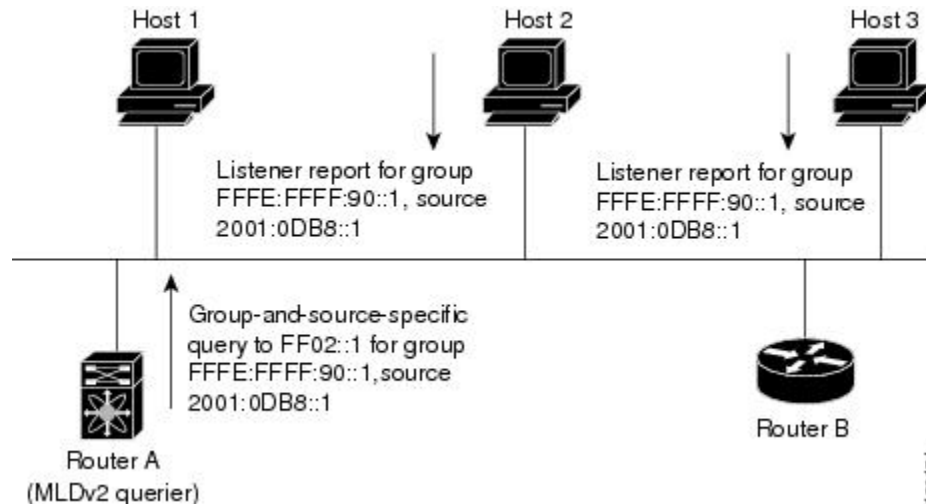 Host 1
Host 2
Host 3
Listener report for group
FFFE:FFFF:90::1, source
2001:0DB8::1
Listener report for group
FFFE:FFFF:90::1, source
2001:0DB8::1
Group-and-source-specific
query to FF02::1 for group
FFFE:FFFF:90::1,source
2001:0DB8::1
Router A
(MLDv2 querier)
Router B